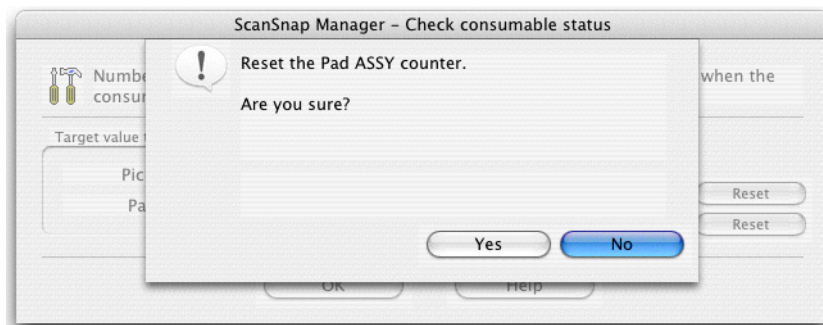 ScanSnap Manager – Check consumable status
Reset the Pad ASSY counter.
Are you sure?
when the
Target value
Reset
Reset
Yes
No
OK
Help